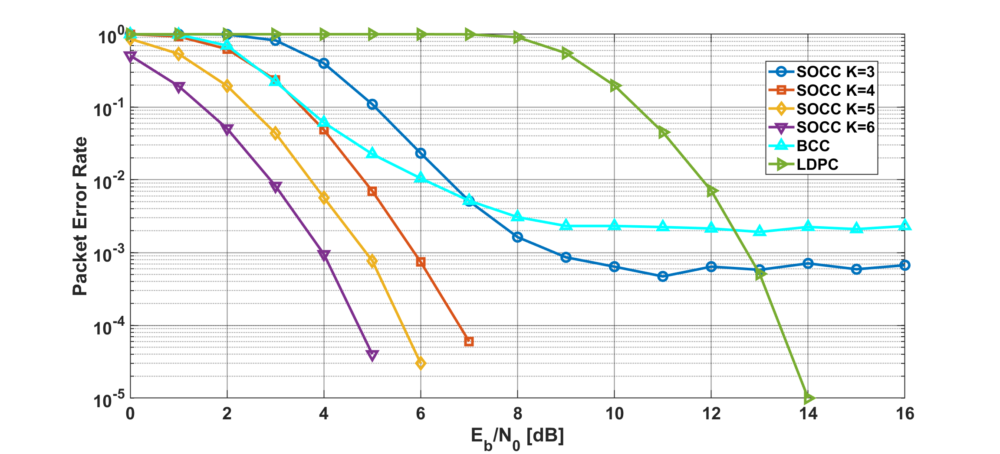 Packet Error Rate
10^0
10^-1
10^-2
10^-3
10^-4
10^-5
SOCC K=3
SOCC K=4
SOCC K=5
SOCC K=6
BCC
LDPC
0 2 4 6 8 10 12 14 16
E_b/N_0 [dB]